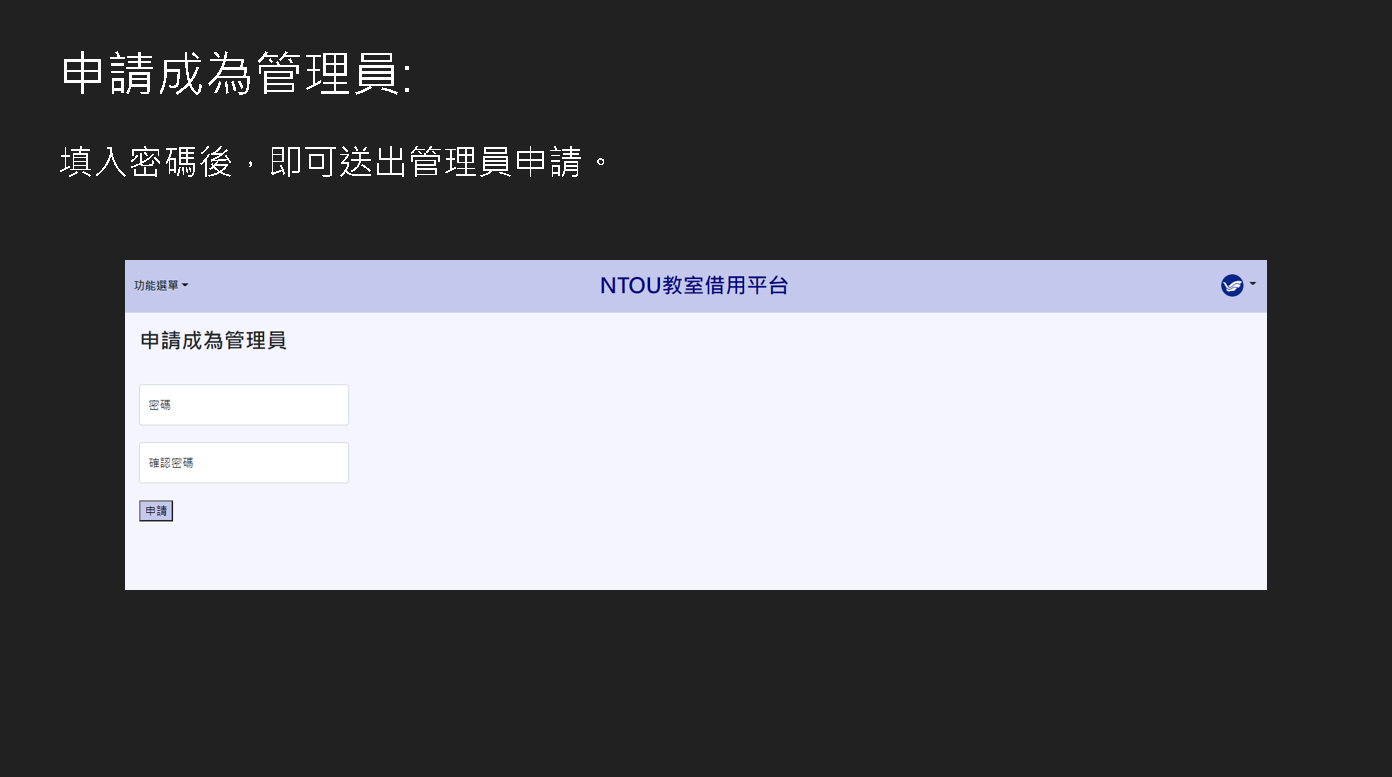 申請成為管理員:
填入密碼後，即可送出管理員申請。
功能選單
NTOU教室借用平台
申請成為管理員
密碼
確認密碼
申請